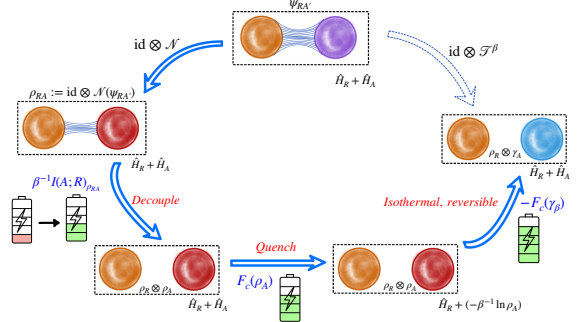 ψ_{RA'}
id ⊗ 𝒩
id ⊗ 𝒯^β
Ĥ_R + Ĥ_A
ρ_{RA} := id ⊗ 𝒩(ψ_{RA'})
Ĥ_R + Ĥ_A
ρ_R ⊗ γ_A
Ĥ_R + Ĥ_A
β^{-1}I(A; R)_{ρ_{RA}}
Decouple
Isothermal, reversible
−F_c(γ_β)
Quench
F_c(ρ_A)
ρ_R ⊗ ρ_A
Ĥ_R + Ĥ_A
ρ_R ⊗ ρ_A
Ĥ_R + (−β^{-1} ln ρ_A)